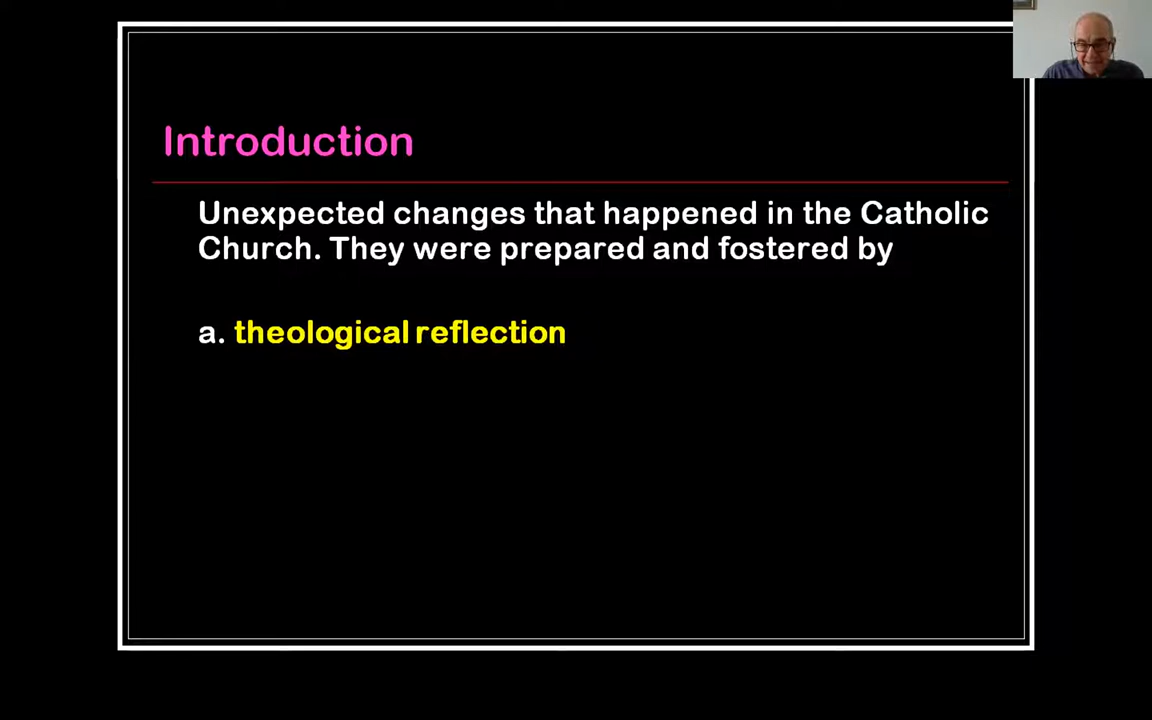 Introduction
Unexpected changes that happened in the Catholic
Church. They were prepared and fostered by
a. theological reflection